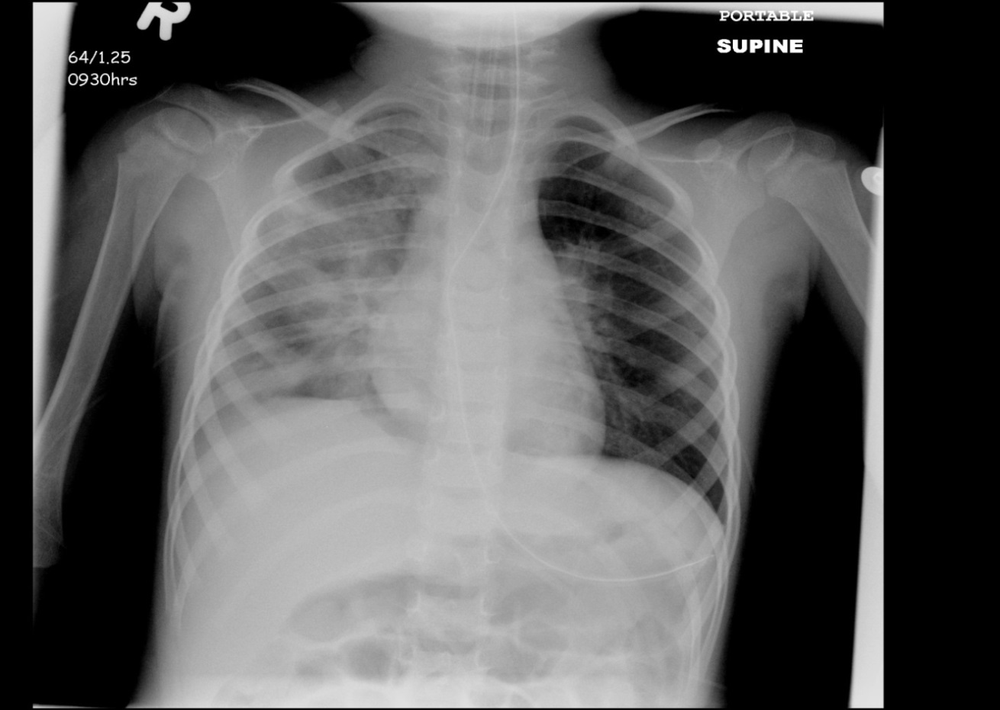 R
PORTABLE
SUPINE
64/1.25
0930hrs